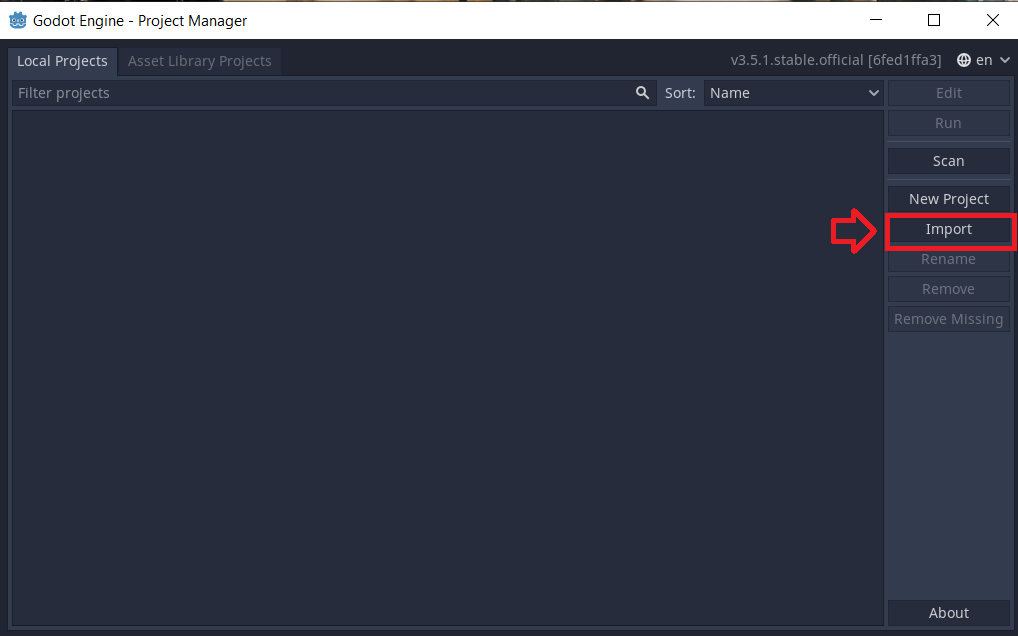 Godot Engine - Project Manager
Local Projects Asset Library Projects v3.5.1.stable.official [6fed1ffa3] en
Filter projects Sort: Name Edit
Run
Scan
New Project
Import
Rename
Remove
Remove Missing
About